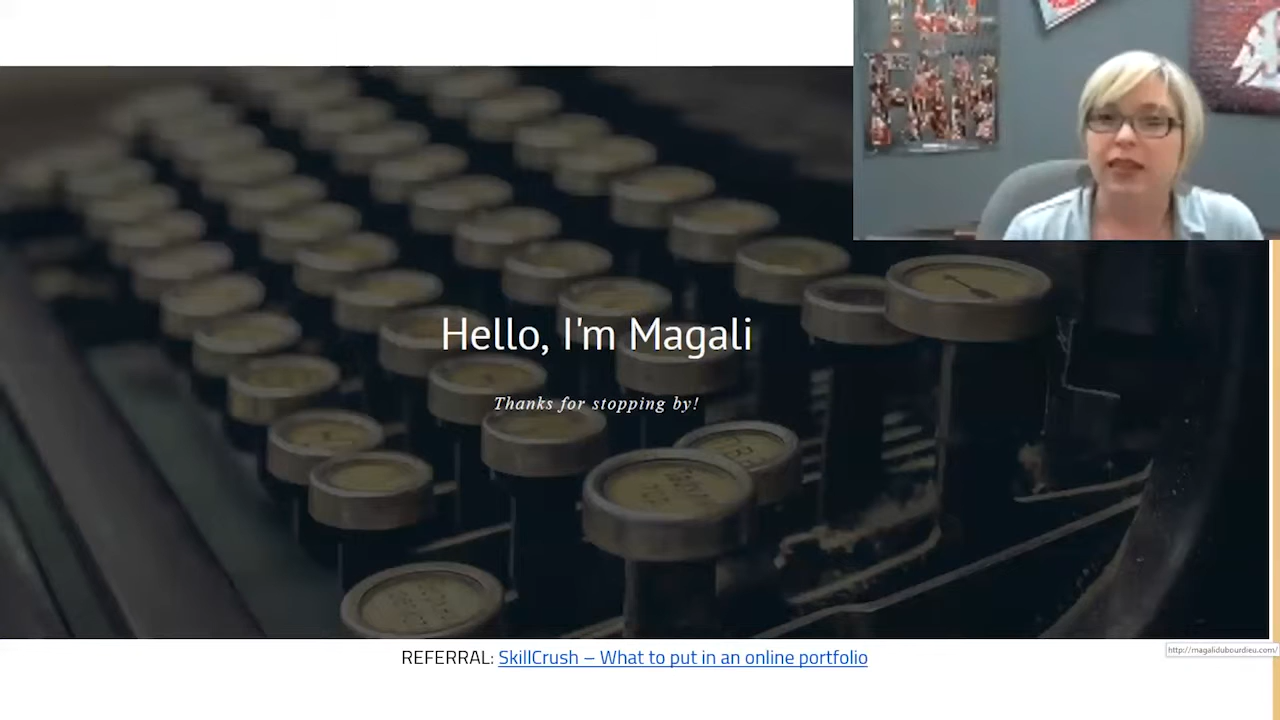 Hello, I'm Magali
Thanks for stopping by!
REFERRAL: SkillCrush – What to put in an online portfolio
http://magalidubourdieu.com/